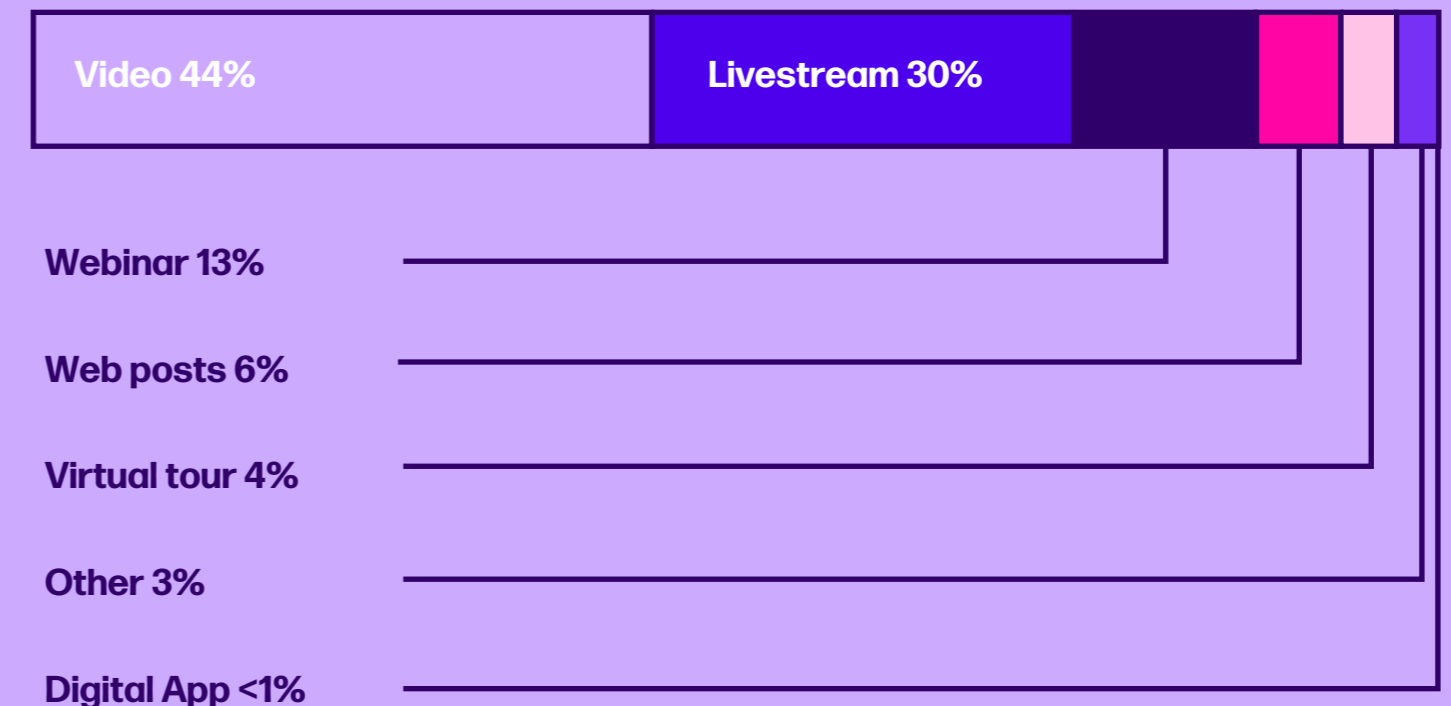 Video 44%
Livestream 30%
Webinar 13%
Web posts 6%
Virtual tour 4%
Other 3%
Digital App <1%